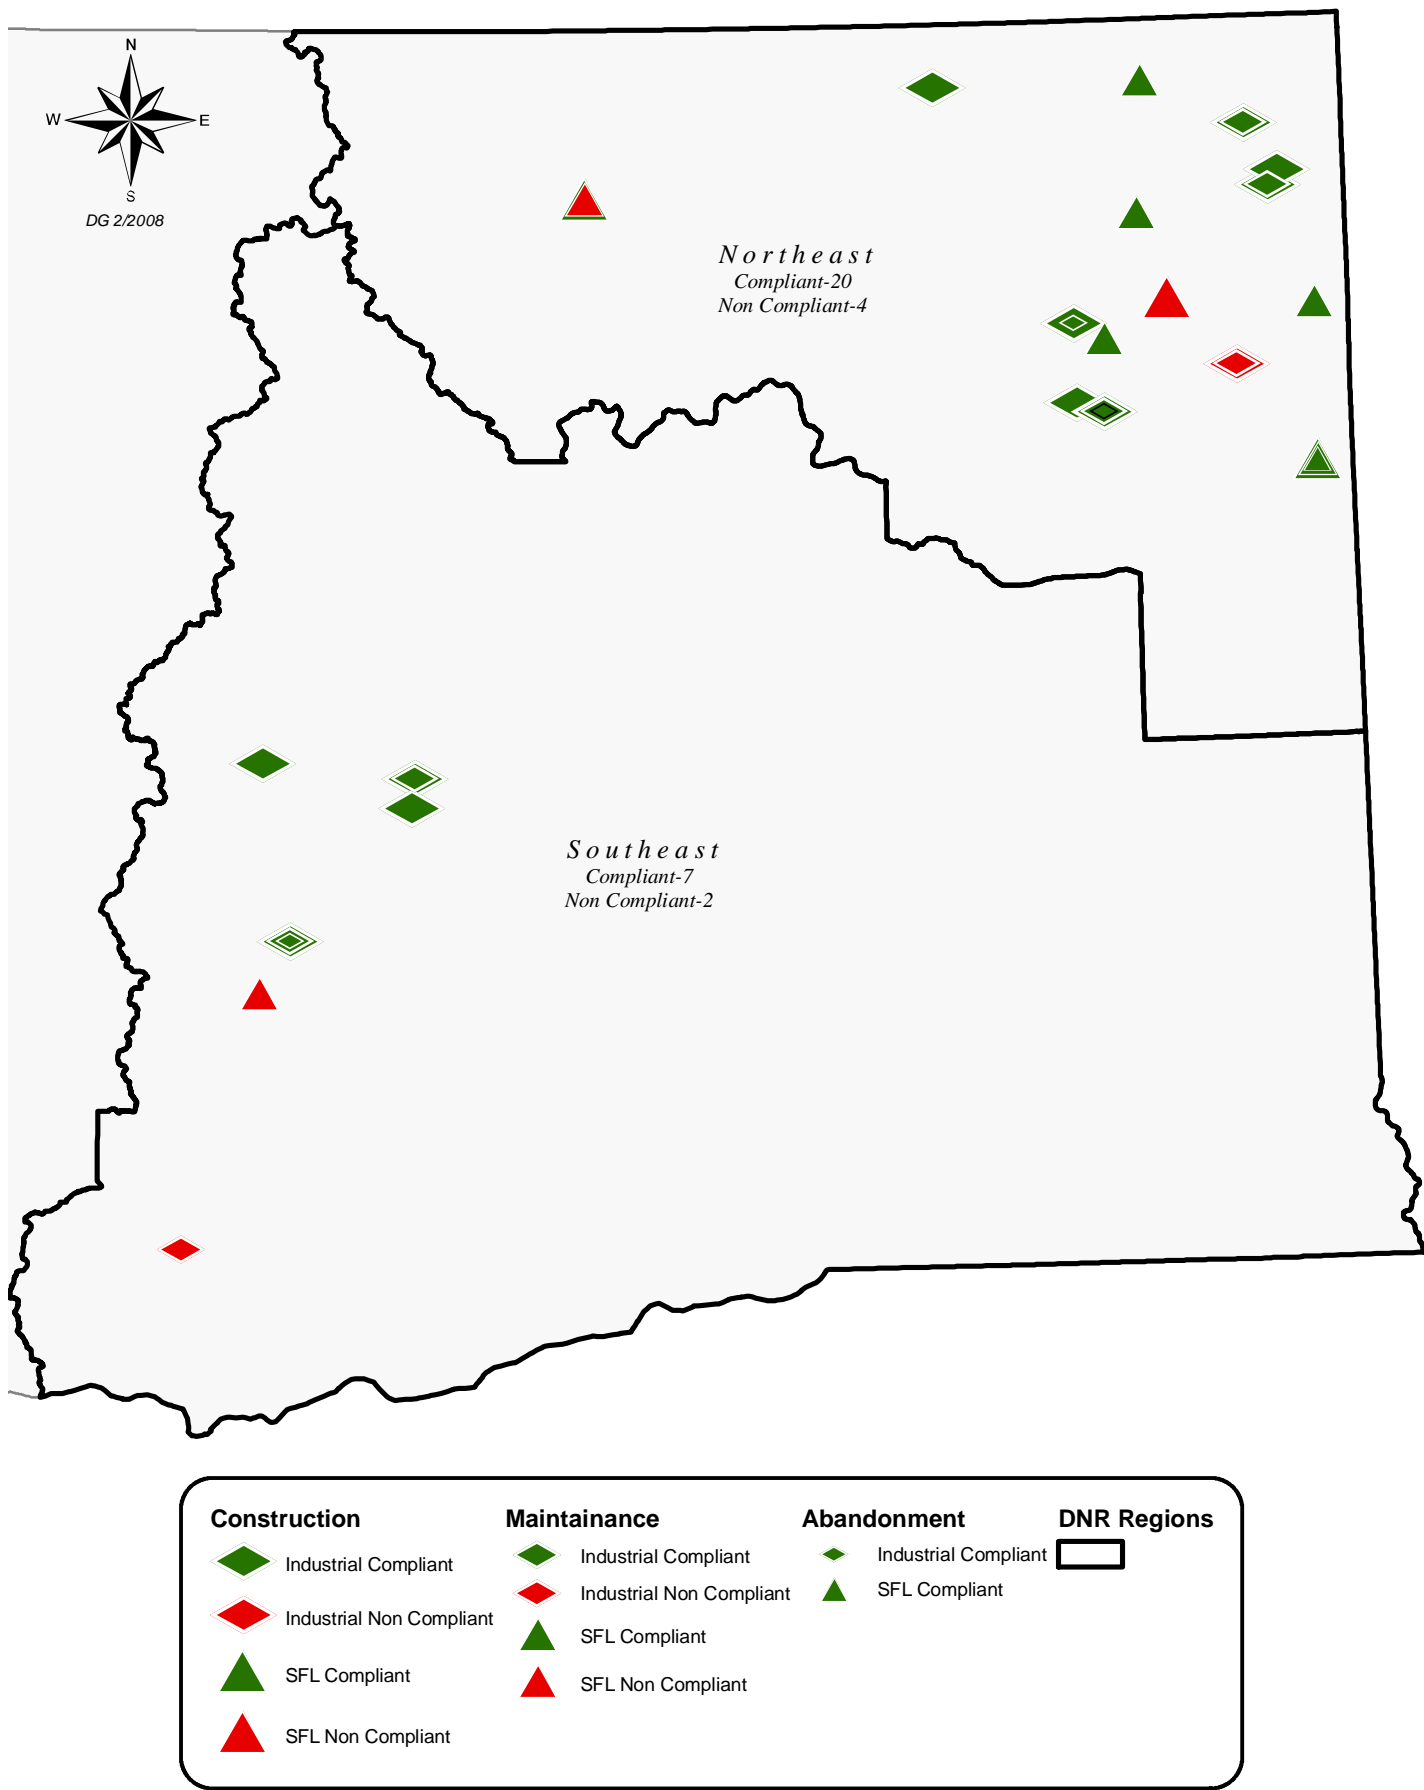 N
W E
S
DG 2/2008
Northeast
Compliant-20
Non Compliant-4
Southeast
Compliant-7
Non Compliant-2
Construction
Industrial Compliant
Industrial Non Compliant
SFL Compliant
SFL Non Compliant
Maintainance
Industrial Compliant
Industrial Non Compliant
SFL Compliant
SFL Non Compliant
Abandonment
Industrial Compliant
SFL Compliant
DNR Regions